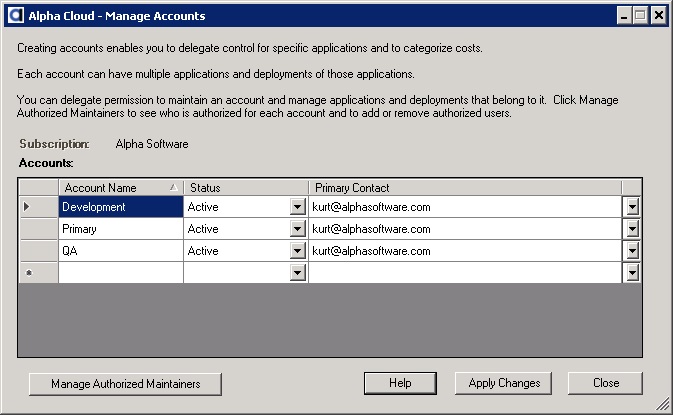 Alpha Cloud - Manage Accounts
Creating accounts enables you to delegate control for specific applications and to categorize costs.
Each account can have multiple applications and deployments of those applications.
You can delegate permission to maintain an account and manage applications and deployments that belong to it.  Click Manage
Authorized Maintainers to see who is authorized for each account and to add or remove authorized users.
Subscription: Alpha Software
Accounts:
Account Name Status Primary Contact
Development Active kurt@alphasoftware.com
Primary Active kurt@alphasoftware.com
QA Active kurt@alphasoftware.com
*
Manage Authorized Maintainers Help Apply Changes Close